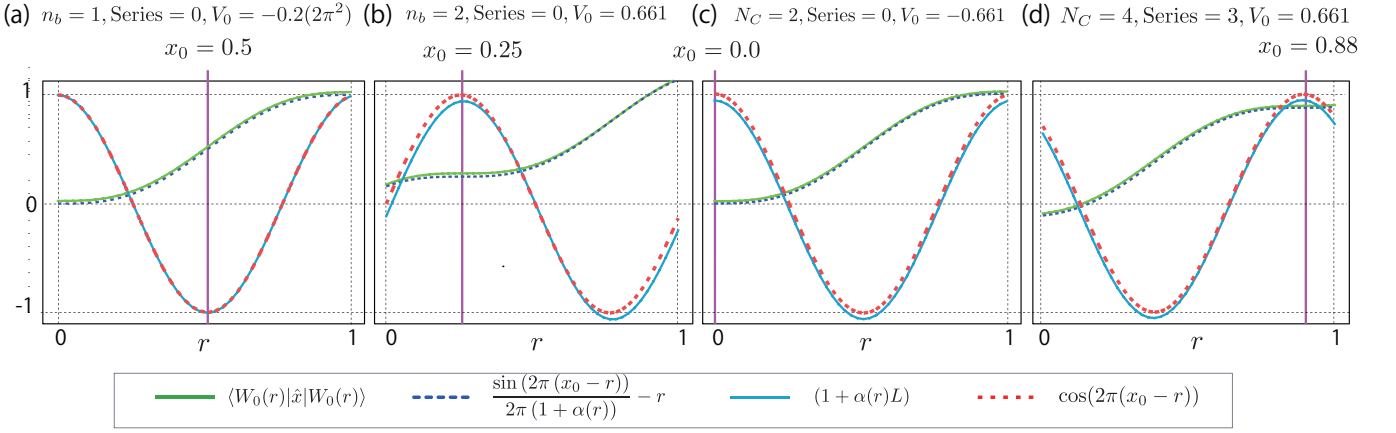 (a) n_b = 1, Series = 0, V_0 = −0.2(2π²)
(b) n_b = 2, Series = 0, V_0 = 0.661
(c) N_C = 2, Series = 0, V_0 = −0.661
(d) N_C = 4, Series = 3, V_0 = 0.661
x_0 = 0.5
x_0 = 0.25
x_0 = 0.0
x_0 = 0.88
1
0
-1
0 r 1
0 r 1
0 r 1
0 r 1
⟨W_0(r)|x̂|W_0(r)⟩
sin (2π (x_0 − r)) / 2π (1 + α(r)) − r
(1 + α(r)L)
cos(2π(x_0 − r))